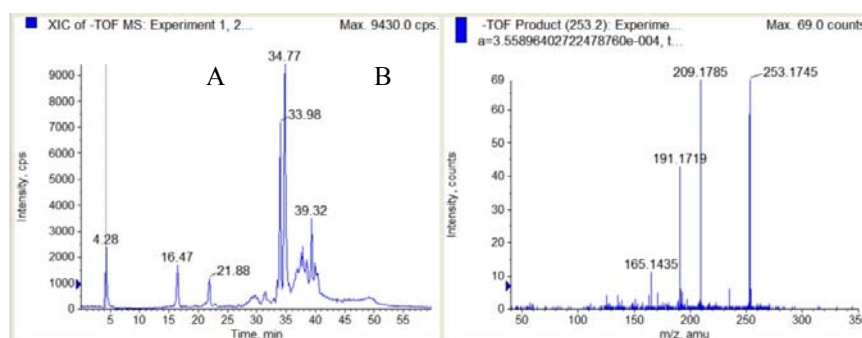 XIC of -TOF MS: Experiment 1, 2... Max. 9430.0 cps.
A B
34.77
33.98
39.32
4.28
16.47
21.88
9000
8000
7000
6000
5000
4000
3000
2000
1000
0
Intensity, cps
5 10 15 20 25 30 35 40 45 50 55
Time, min
-TOF Product (253.2): Experime... Max. 69.0 counts
a=3.55896402722478760e-004, t...
209.1785
253.1745
191.1719
165.1435
69
60
50
40
30
20
10
0
Intensity, counts
50 100 150 200 250 300 35
m/z, amu